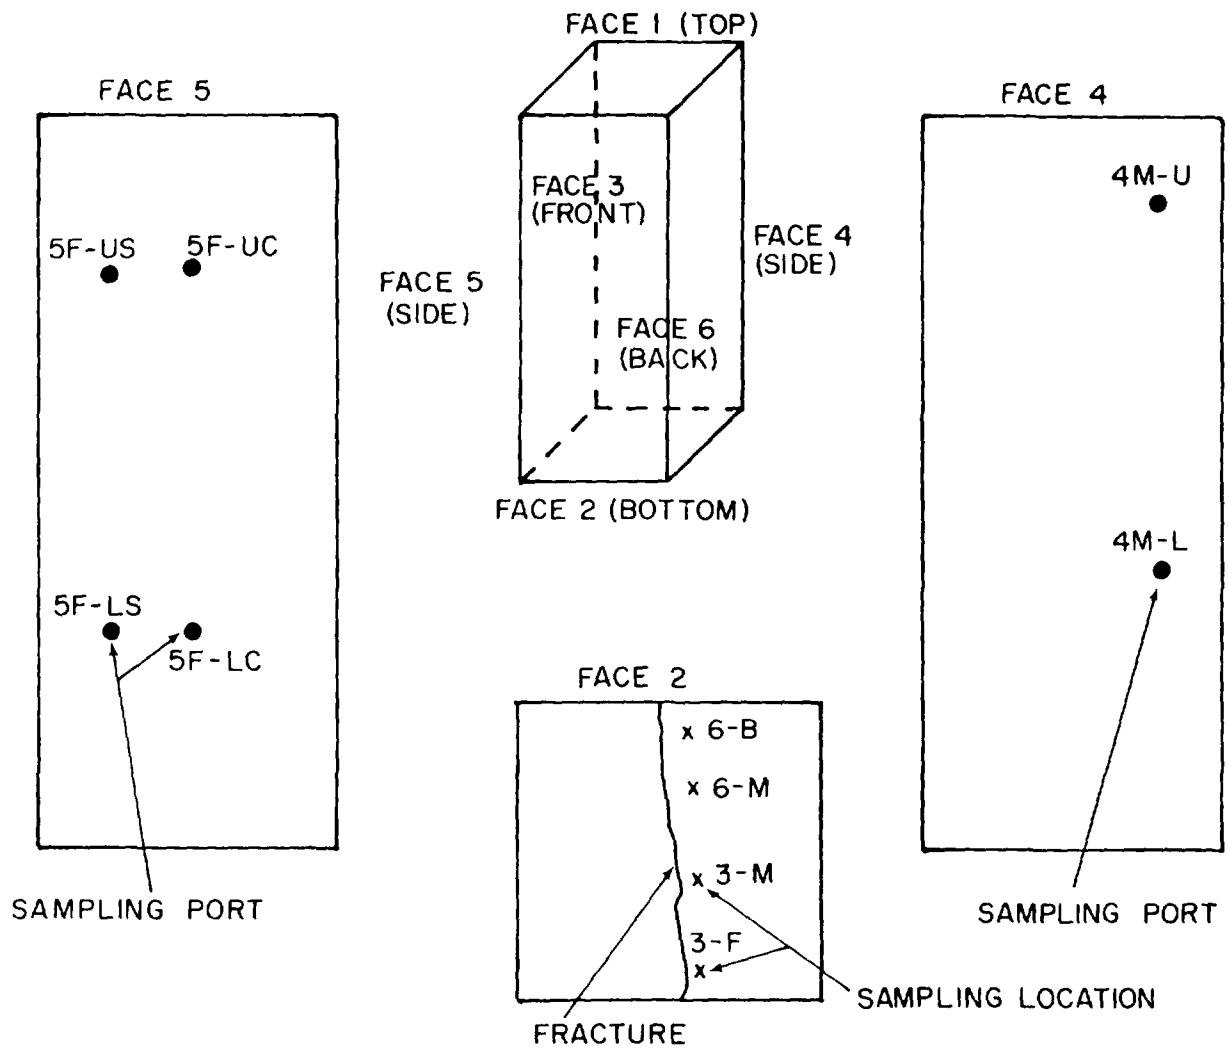 FACE 1 (TOP)
FACE 5
FACE 4
FACE 3
(FRONT)
4M-U
5F-US
5F-UC
FACE 4
(SIDE)
FACE 5
(SIDE)
FACE 6
(BACK)
FACE 2 (BOTTOM)
4M-L
5F-LS
5F-LC
FACE 2
x 6-B
x 6-M
x 3-M
3-F
x
SAMPLING PORT
SAMPLING PORT
SAMPLING LOCATION
FRACTURE